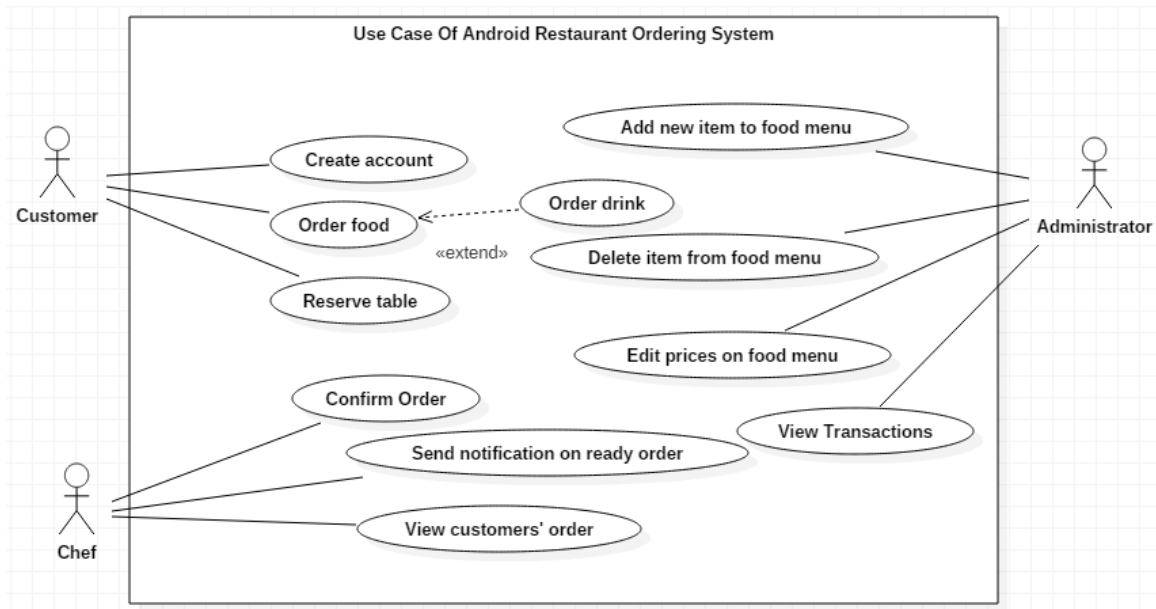 Use Case Of Android Restaurant Ordering System
Add new item to food menu
Create account
Order drink
Customer
Order food
Administrator
«extend»
Delete item from food menu
Reserve table
Edit prices on food menu
Confirm Order
View Transactions
Send notification on ready order
View customers' order
Chef